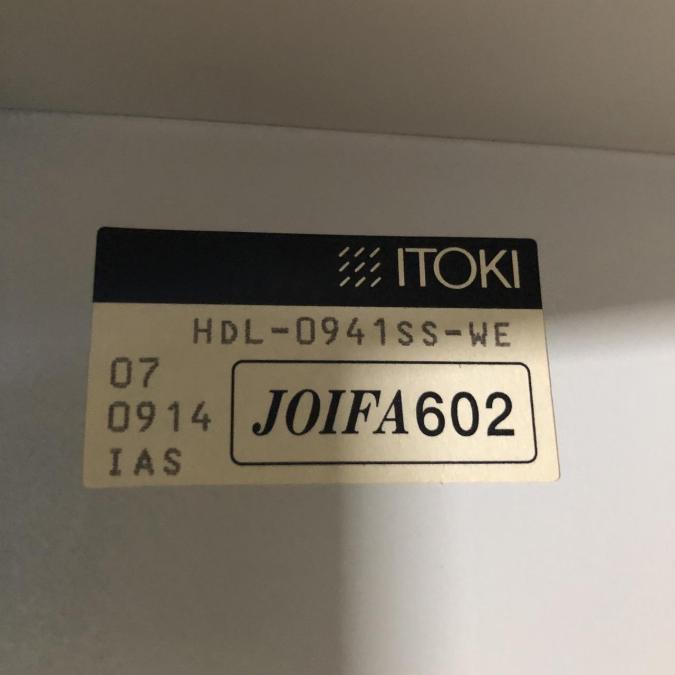 ITOKI
HDL-0941SS-WE
07
0914
IAS
JOIFA602